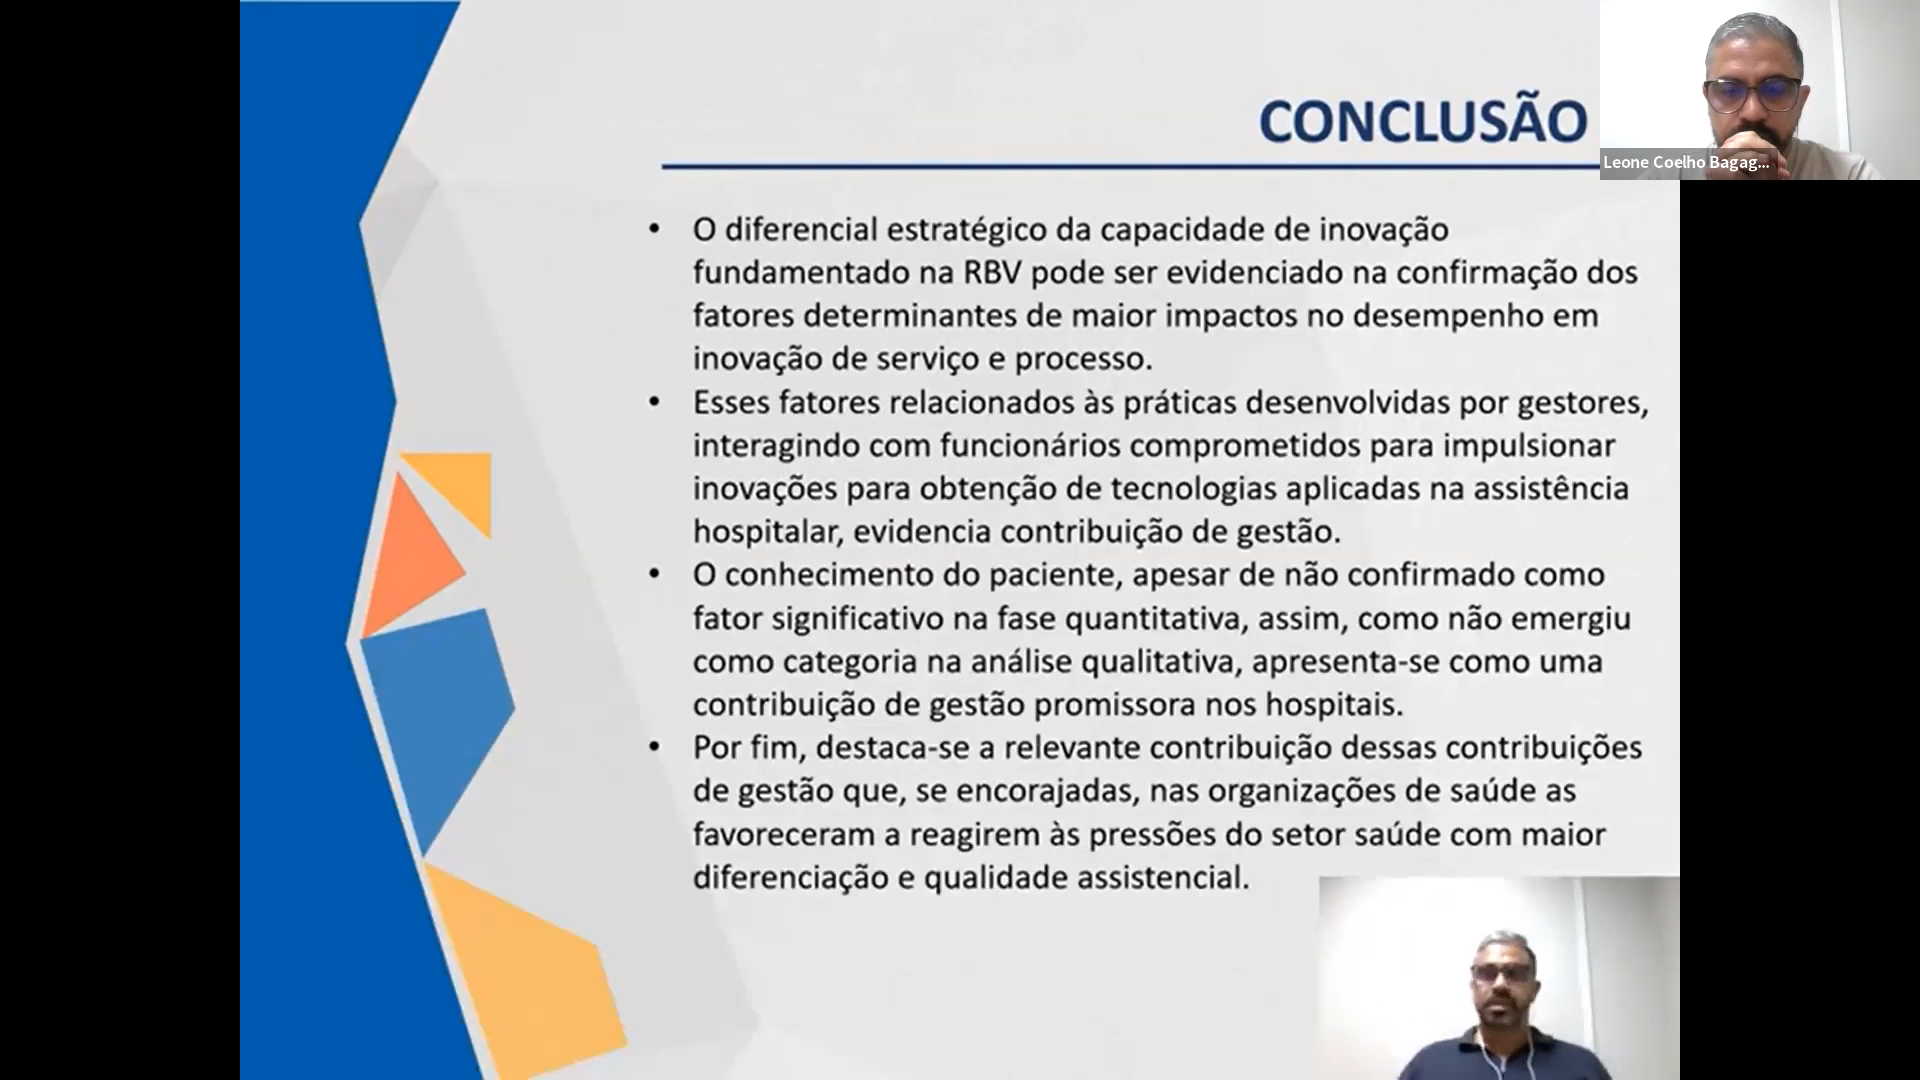 CONCLUSÃO
Leone Coelho Bagag...
• O diferencial estratégico da capacidade de inovação
fundamentado na RBV pode ser evidenciado na confirmação dos
fatores determinantes de maior impactos no desempenho em
inovação de serviço e processo.
• Esses fatores relacionados às práticas desenvolvidas por gestores,
interagindo com funcionários comprometidos para impulsionar
inovações para obtenção de tecnologias aplicadas na assistência
hospitalar, evidencia contribuição de gestão.
• O conhecimento do paciente, apesar de não confirmado como
fator significativo na fase quantitativa, assim, como não emergiu
como categoria na análise qualitativa, apresenta-se como uma
contribuição de gestão promissora nos hospitais.
• Por fim, destaca-se a relevante contribuição dessas contribuições
de gestão que, se encorajadas, nas organizações de saúde as
favoreceram a reagirem às pressões do setor saúde com maior
diferenciação e qualidade assistencial.